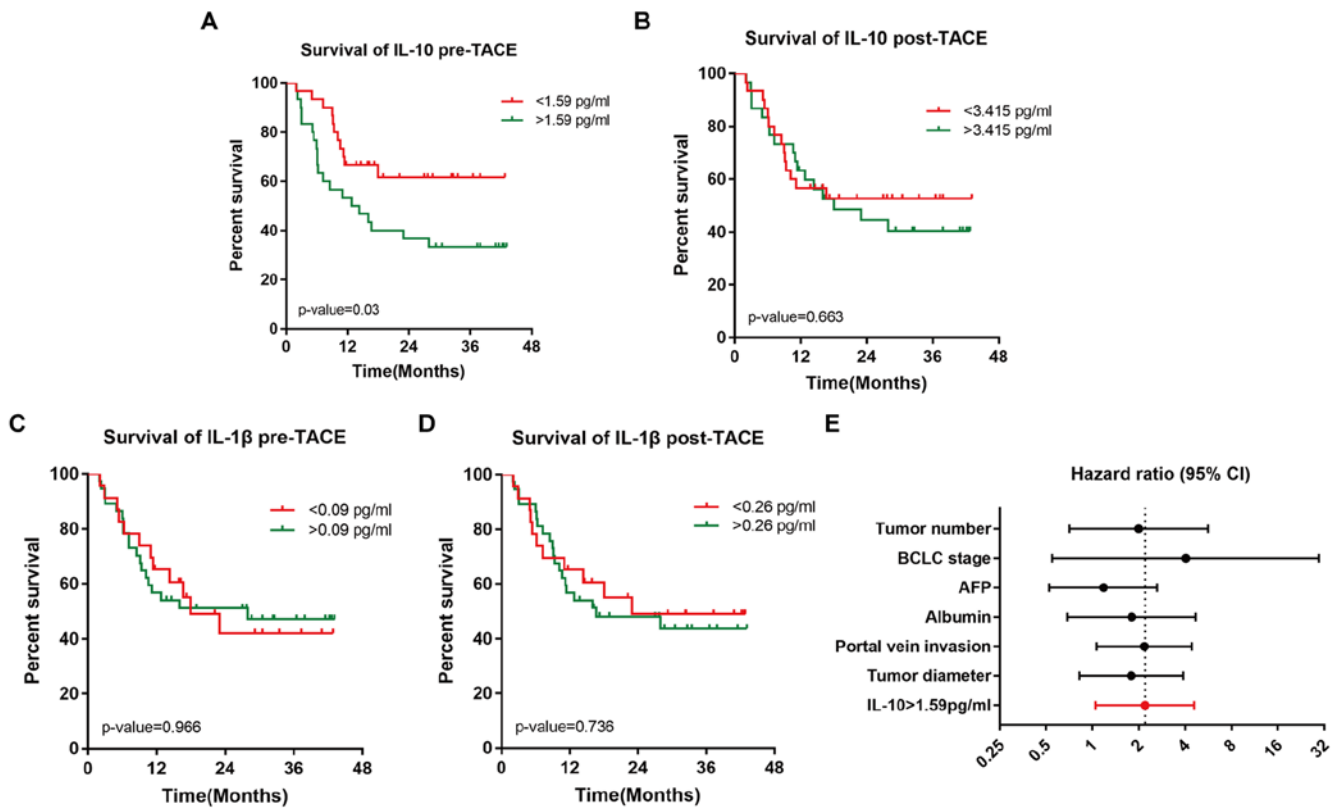 A
Survival of IL-10 pre-TACE
Percent survival
100
80
60
40
20
0
<1.59 pg/ml
>1.59 pg/ml
p-value=0.03
0 12 24 36 48
Time(Months)
B
Survival of IL-10 post-TACE
Percent survival
100
80
60
40
20
0
<3.415 pg/ml
>3.415 pg/ml
p-value=0.663
0 12 24 36 48
Time(Months)
C
Survival of IL-1β pre-TACE
Percent survival
100
80
60
40
20
0
<0.09 pg/ml
>0.09 pg/ml
p-value=0.966
0 12 24 36 48
Time(Months)
D
Survival of IL-1β post-TACE
Percent survival
100
80
60
40
20
0
<0.26 pg/ml
>0.26 pg/ml
p-value=0.736
0 12 24 36 48
Time(Months)
E
Hazard ratio (95% CI)
Tumor number
BCLC stage
AFP
Albumin
Portal vein invasion
Tumor diameter
IL-10>1.59pg/ml
0.25 0.5 1 2 4 8 16 32